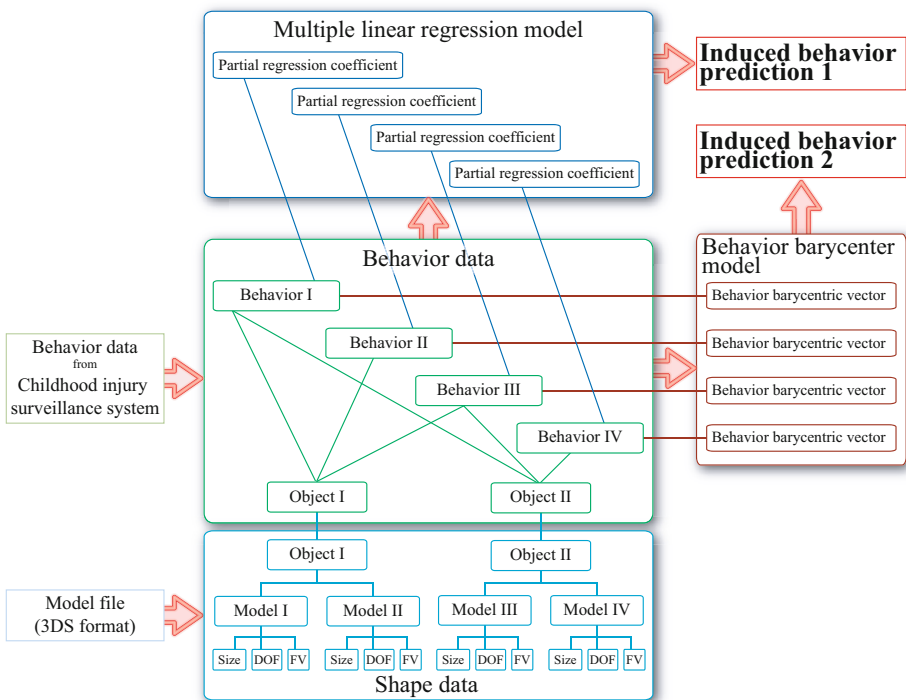 Multiple linear regression model
Partial regression coefficient
Partial regression coefficient
Partial regression coefficient
Partial regression coefficient
Induced behavior
prediction 1
Induced behavior
prediction 2
Behavior data
Behavior I
Behavior II
Behavior III
Behavior IV
Object I
Object II
Behavior barycenter
model
Behavior barycentric vector
Behavior barycentric vector
Behavior barycentric vector
Behavior barycentric vector
Behavior data
from
Childhood injury
surveillance system
Object I
Object II
Model I
Model II
Model III
Model IV
Size
DOF
FV
Size
DOF
FV
Size
DOF
FV
Size
DOF
FV
Shape data
Model file
(3DS format)